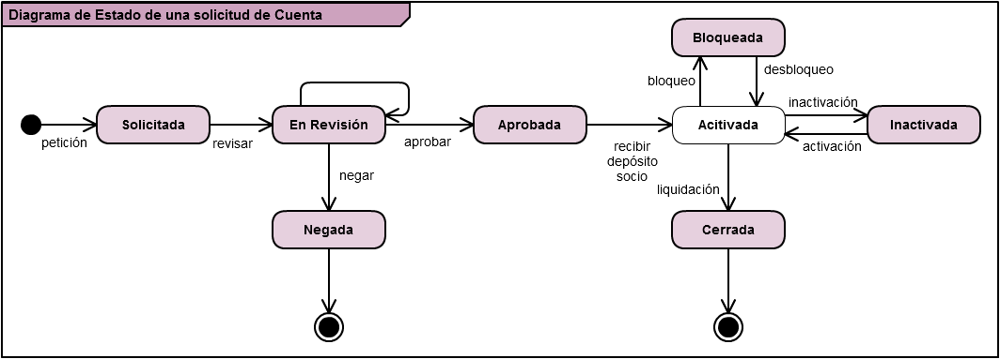 Diagrama de Estado de una solicitud de Cuenta
Bloqueada
bloqueo
desbloqueo
petición
Solicitada
revisar
En Revisión
aprobar
Aprobada
recibir
depósito
socio
Acitivada
inactivación
activación
Inactivada
negar
liquidación
Negada
Cerrada